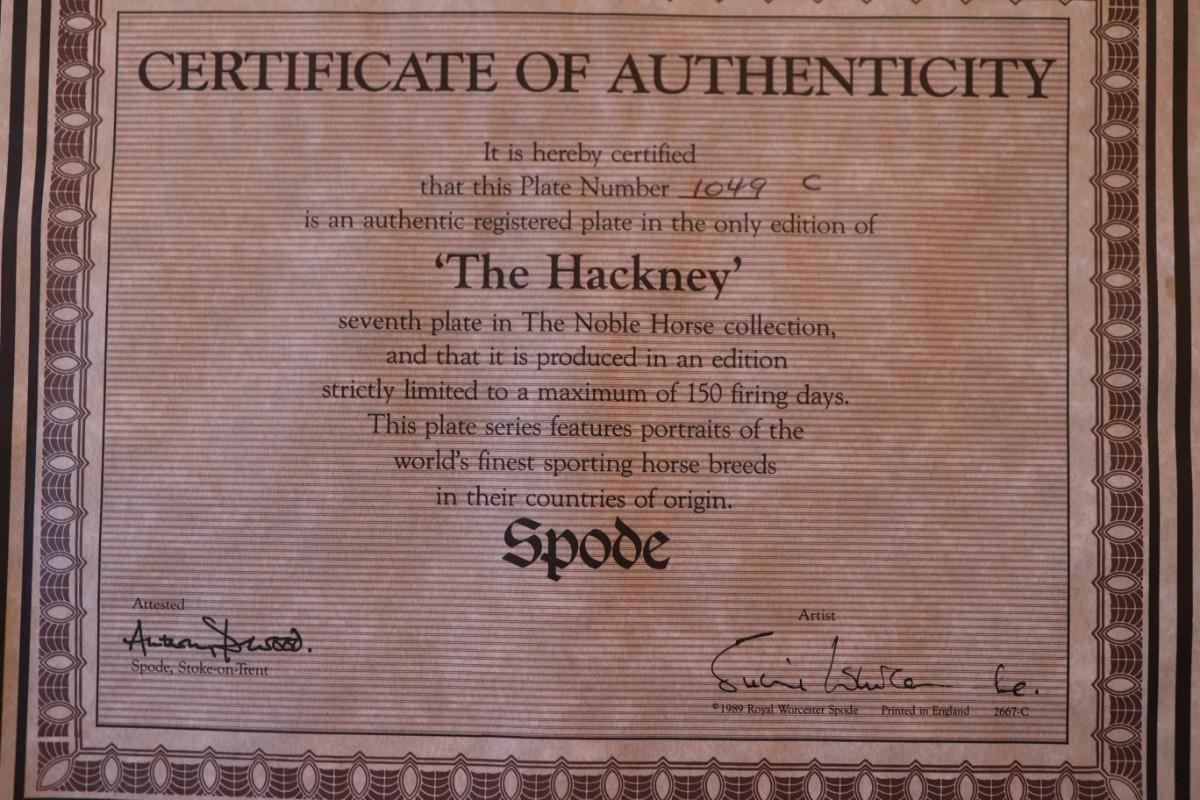 CERTIFICATE OF AUTHENTICITY
It is hereby certified
that this Plate Number 1049 C
is an authentic registered plate in the only edition of
‘The Hackney’
seventh plate in The Noble Horse collection,
and that it is produced in an edition
strictly limited to a maximum of 150 firing days.
This plate series features portraits of the
world's finest sporting horse breeds
in their countries of origin.
Spode
Attested
Spode, Stoke-on-Trent
Artist
©1989 Royal Worcester Spode Printed in England 2667-C